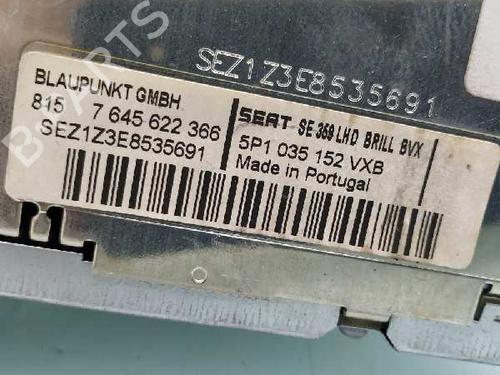 SEZ1Z3E8535691
BLAUPUNKT GMBH
815 7 645 622 366
SEZ1Z3E8535691
SEAT SE 359 LHD BRILL BVX
5P1 035 152 VXB
Made in Portugal